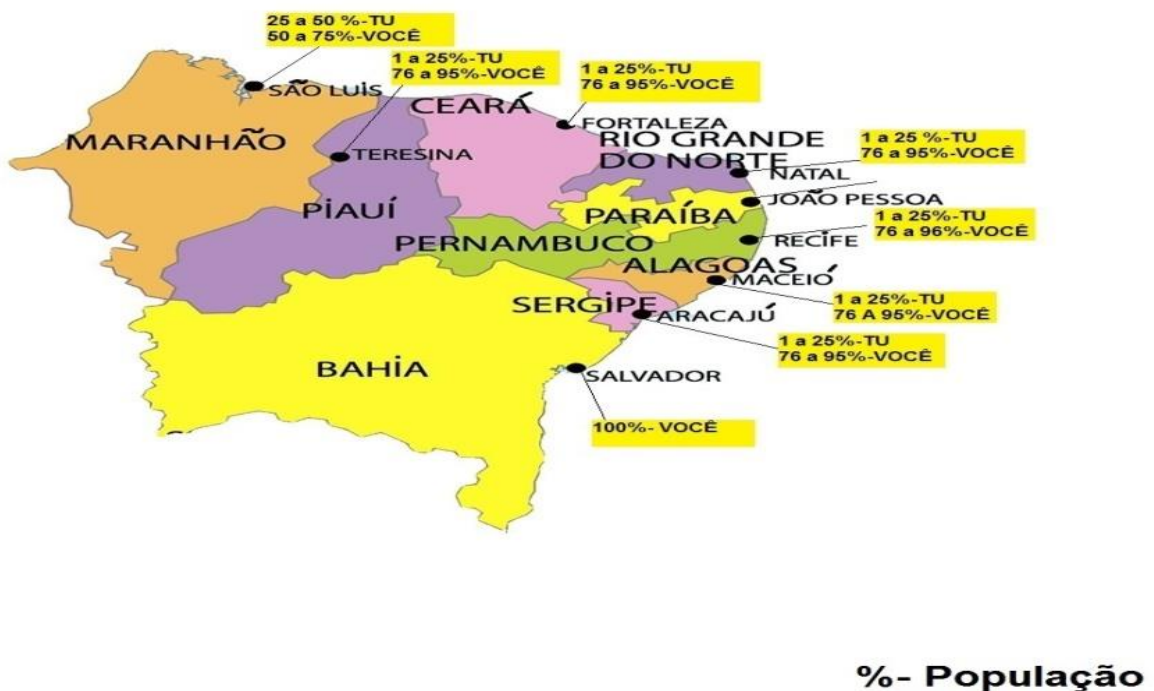 25 a 50 %-TU
50 a 75%-VOCÊ
1 a 25%-TU
76 a 95%-VOCÊ
1 a 25%-TU
76 a 95%-VOCÊ
SÃO LUIS
CEARÁ
FORTALEZA
MARANHÃO
RIO GRANDE
DO NORTE
1 a 25 %-TU
76 a 95%-VOCÊ
TERESINA
NATAL
JOÃO PESSOA
PIAUÍ
PARAÍBA
1 a 25%-TU
76 a 96%-VOCÊ
PERNAMBUCO
RECIFE
ALAGOAS
MACEIÓ
SERGIPE
1 a 25%-TU
76 A 95%-VOCÊ
ARACAJÚ
1 a 25%-TU
76 a 95%-VOCÊ
BAHIA
SALVADOR
100%- VOCÊ
%- População